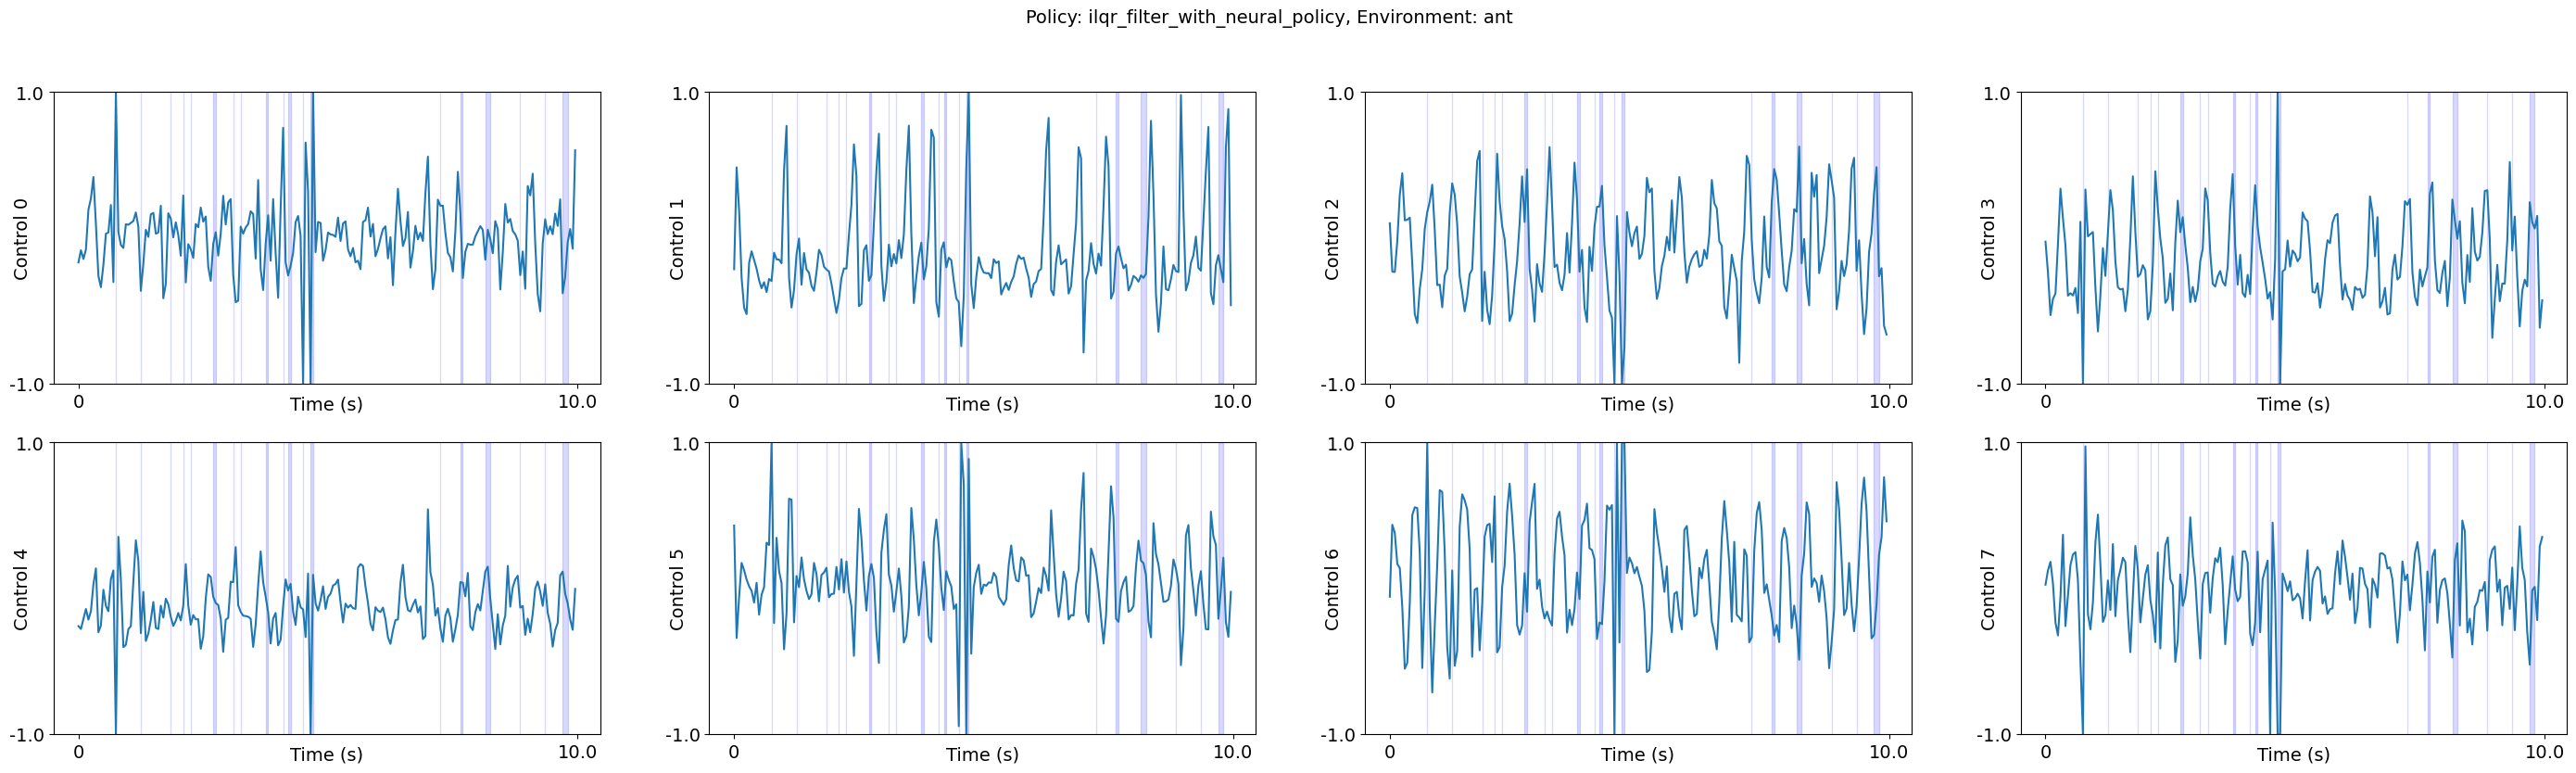 Policy: ilqr_filter_with_neural_policy, Environment: ant
1.0
Control 0
-1.0
0
Time (s)
10.0
1.0
Control 1
-1.0
0
Time (s)
10.0
1.0
Control 2
-1.0
0
Time (s)
10.0
1.0
Control 3
-1.0
0
Time (s)
10.0
1.0
Control 4
-1.0
0
Time (s)
10.0
1.0
Control 5
-1.0
0
Time (s)
10.0
1.0
Control 6
-1.0
0
Time (s)
10.0
1.0
Control 7
-1.0
0
Time (s)
10.0